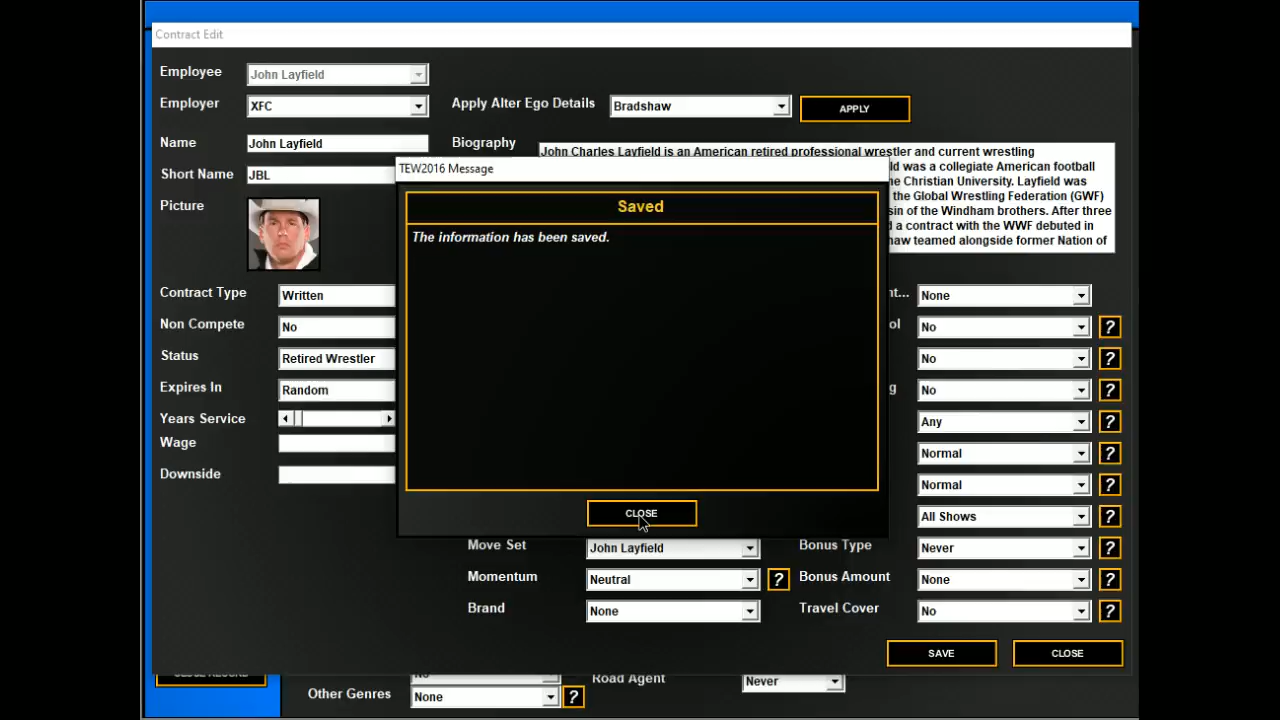 Contract Edit
Employee John Layfield
Employer XFC Apply Alter Ego Details Bradshaw APPLY
Name John Layfield Biography
John Charles Layfield is an American retired professional wrestler and current wrestling
ld was a collegiate American football
ne Christian University. Layfield was
the Global Wrestling Federation (GWF)
sin of the Windham brothers. After three
d a contract with the WWF debuted in
haw teamed alongside former Nation of
Short Name JBL
Picture
TEW2016 Message
Saved
The information has been saved.
CLOSE
Contract Type Written nt... None
Non Compete No ol No ?
Status Retired Wrestler No ?
Expires In Random g No ?
Years Service Any ?
Wage Normal ?
Downside Normal ?
All Shows ?
Move Set John Layfield Bonus Type Never ?
Momentum Neutral ? Bonus Amount None ?
Brand None Travel Cover No ?
SAVE CLOSE
No Road Agent Never
Other Genres None ?